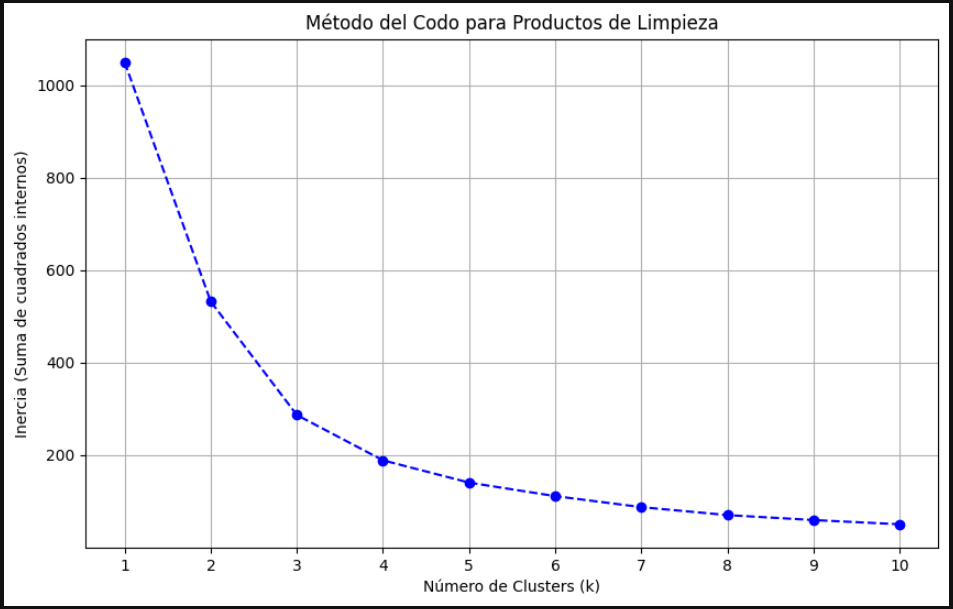 Método del Codo para Productos de Limpieza
1000
800
600
400
200
Inercia (Suma de cuadrados internos)
1 2 3 4 5 6 7 8 9 10
Número de Clusters (k)